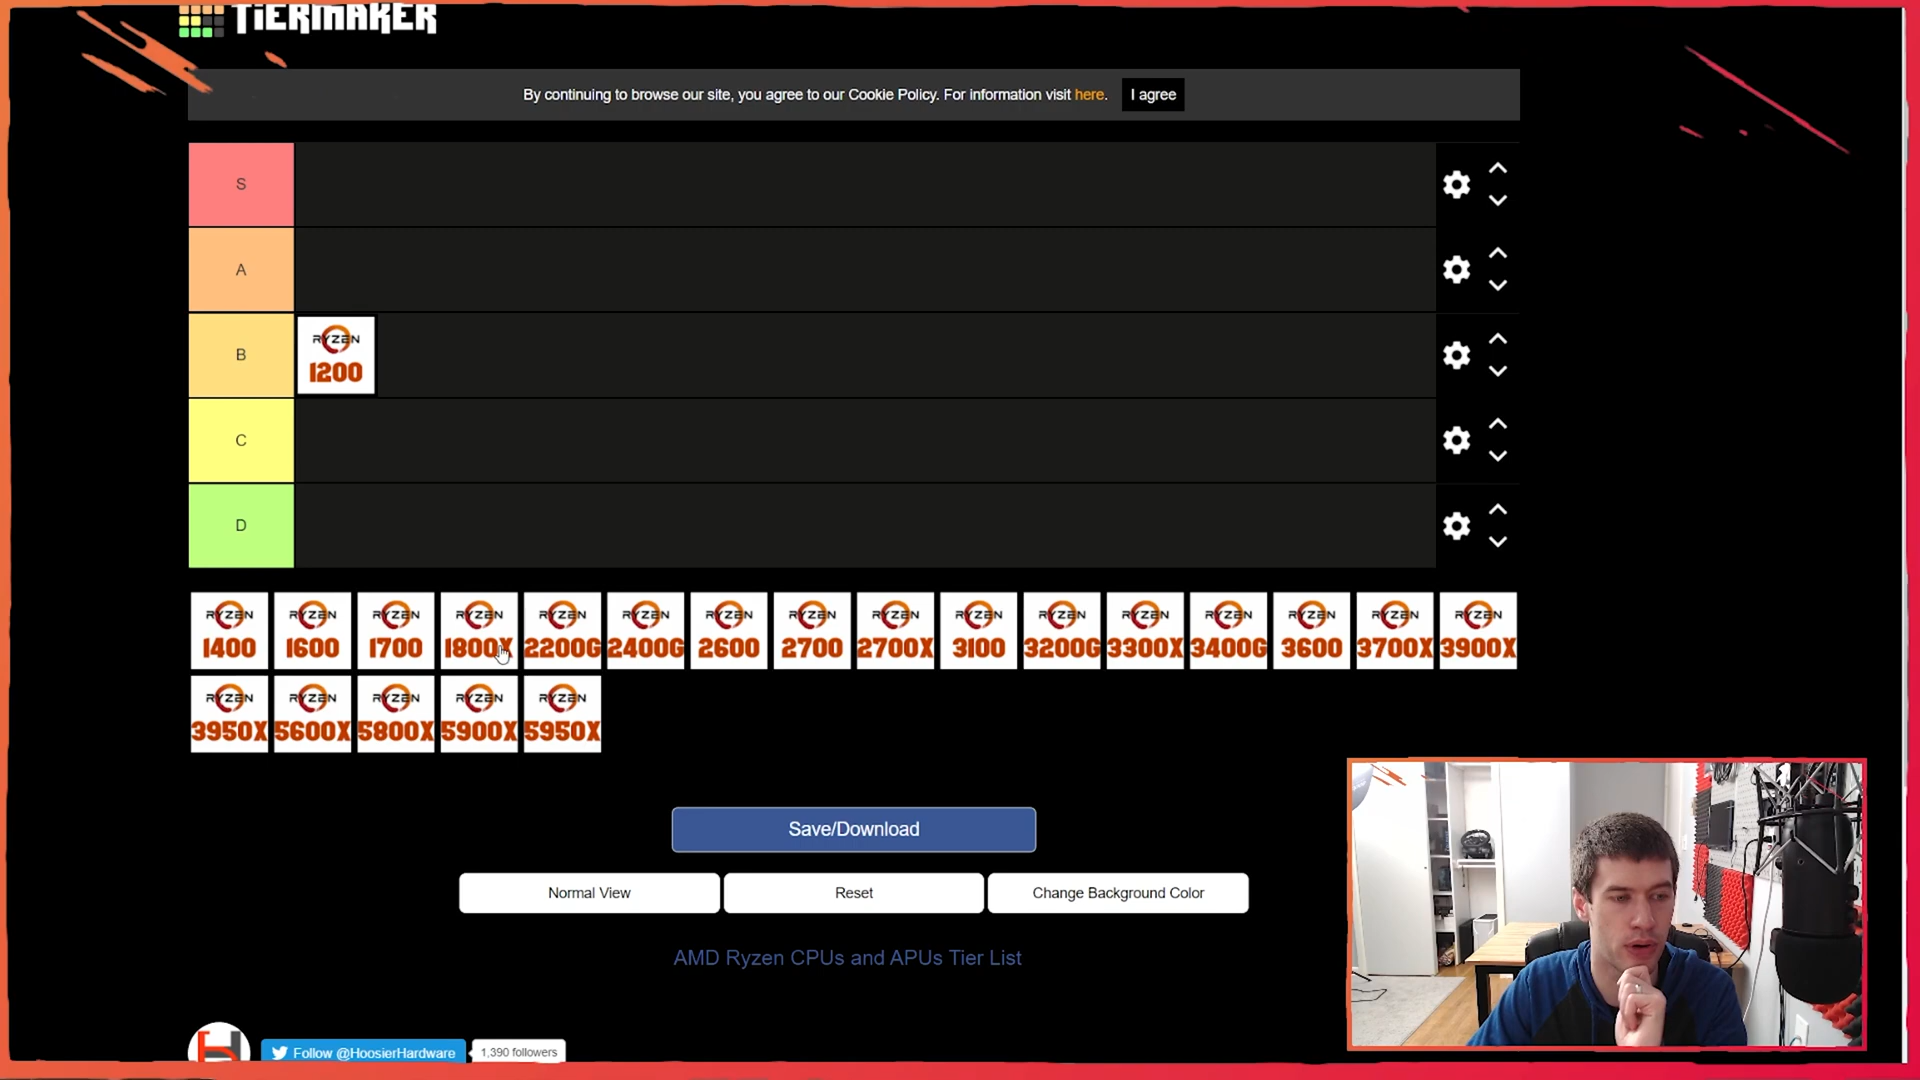 TiERMAKER
By continuing to browse our site, you agree to our Cookie Policy. For information visit here. I agree
S
A
B
RYZEN
1200
C
D
RYZEN RYZEN RYZEN RYZEN RYZEN RYZEN RYZEN RYZEN RYZEN RYZEN RYZEN RYZEN RYZEN RYZEN RYZEN RYZEN
1400 1600 1700 1800X 2200G 2400G 2600 2700 2700X 3100 3200G 3300X 3400G 3600 3700X 3900X
RYZEN RYZEN RYZEN RYZEN RYZEN
3950X 5600X 5800X 5900X 5950X
Save/Download
Normal View Reset Change Background Color
AMD Ryzen CPUs and APUs Tier List
Follow @HoosierHardware 1,390 followers